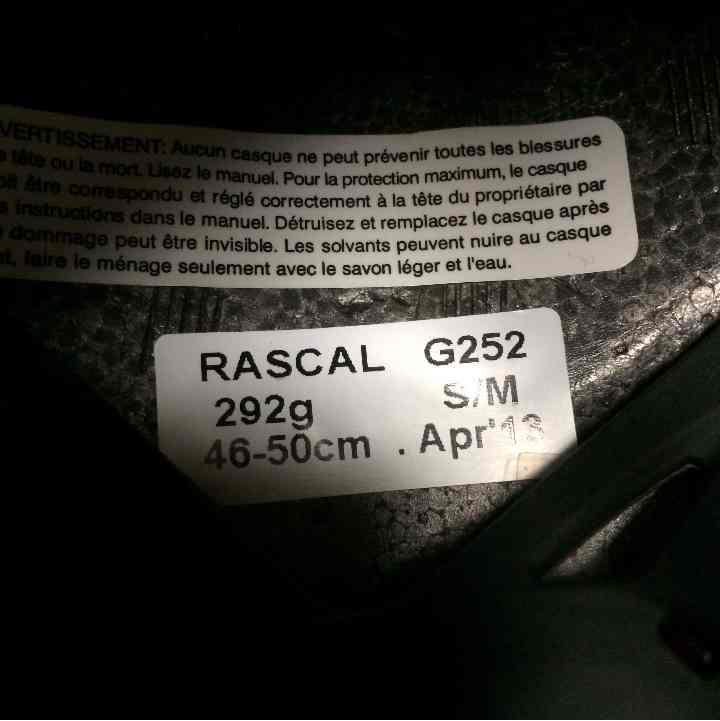 VERTISSEMENT: Aucun casque ne peut prévenir toutes les blessures
tête ou la mort. Lisez le manuel. Pour la protection maximum, le casque
être correspondu et réglé correctement à la tête du propriétaire par
instructions dans le manuel. Détruisez et remplacez le casque après
dommage peut être invisible. Les solvants peuvent nuire au casque
faire le ménage seulement avec le savon léger et l'eau.
RASCAL G252
292g S/M
46-50cm . Apr'13